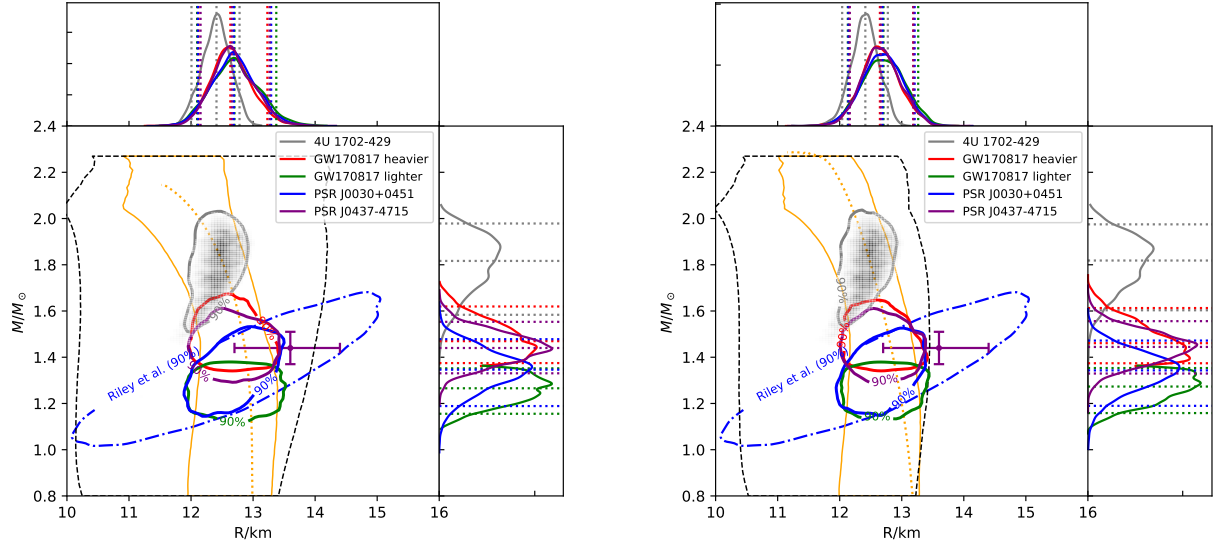 2.4
2.2
2.0
1.8
1.6
1.4
1.2
1.0
0.8
M/M⊙
10 11 12 13 14 15
R/km
4U 1702-429
GW170817 heavier
GW170817 lighter
PSR J0030+0451
PSR J0437-4715
90%
90%
90%
90%
90%
Riley et al. (90%)
2.4
2.2
2.0
1.8
1.6
1.4
1.2
1.0
0.8
M/M⊙
10 11 12 13 14 15 16
R/km
4U 1702-429
GW170817 heavier
GW170817 lighter
PSR J0030+0451
PSR J0437-4715
90%
90%
90%
90%
90%
Riley et al. (90%)